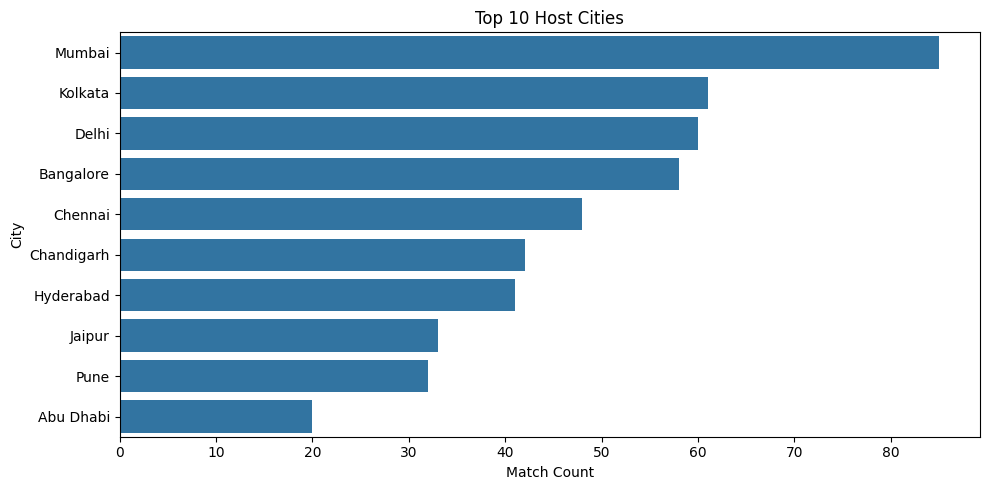 Top 10 Host Cities
City
Mumbai
Kolkata
Delhi
Bangalore
Chennai
Chandigarh
Hyderabad
Jaipur
Pune
Abu Dhabi
0 10 20 30 40 50 60 70 80
Match Count